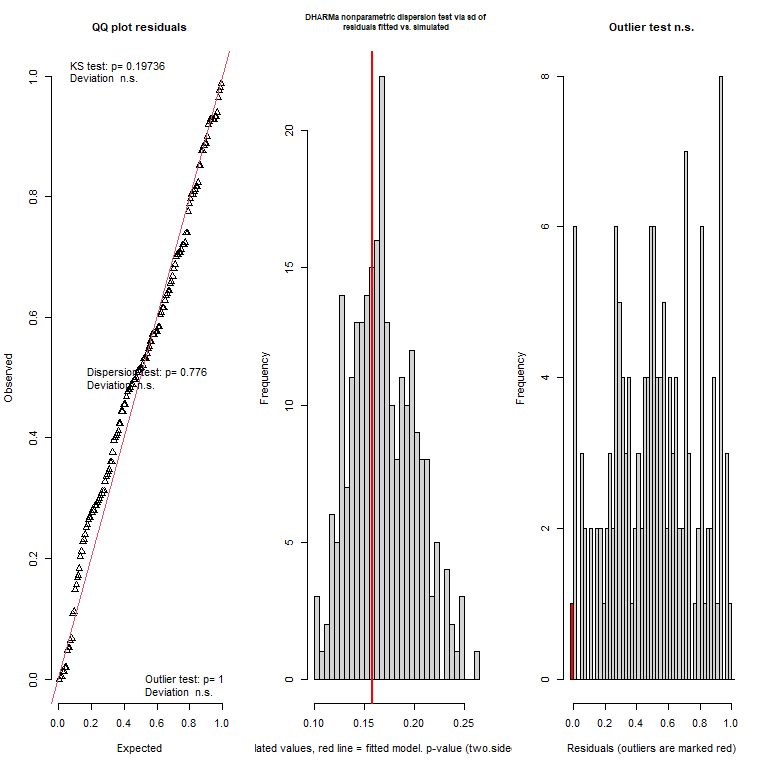 QQ plot residuals
KS test: p= 0.19736
Deviation n.s.
Dispersion test: p= 0.776
Deviation n.s.
Outlier test: p= 1
Deviation n.s.
Observed
0.0
0.2
0.4
0.6
0.8
1.0
0.0
0.2
0.4
0.6
0.8
1.0
Expected
DHARMa nonparametric dispersion test via sd of
residuals fitted vs. simulated
Frequency
0
5
10
15
20
0.10
0.15
0.20
0.25
lated values, red line = fitted model. p-value (two.side
Outlier test n.s.
Frequency
0
2
4
6
8
0.0
0.2
0.4
0.6
0.8
1.0
Residuals (outliers are marked red)